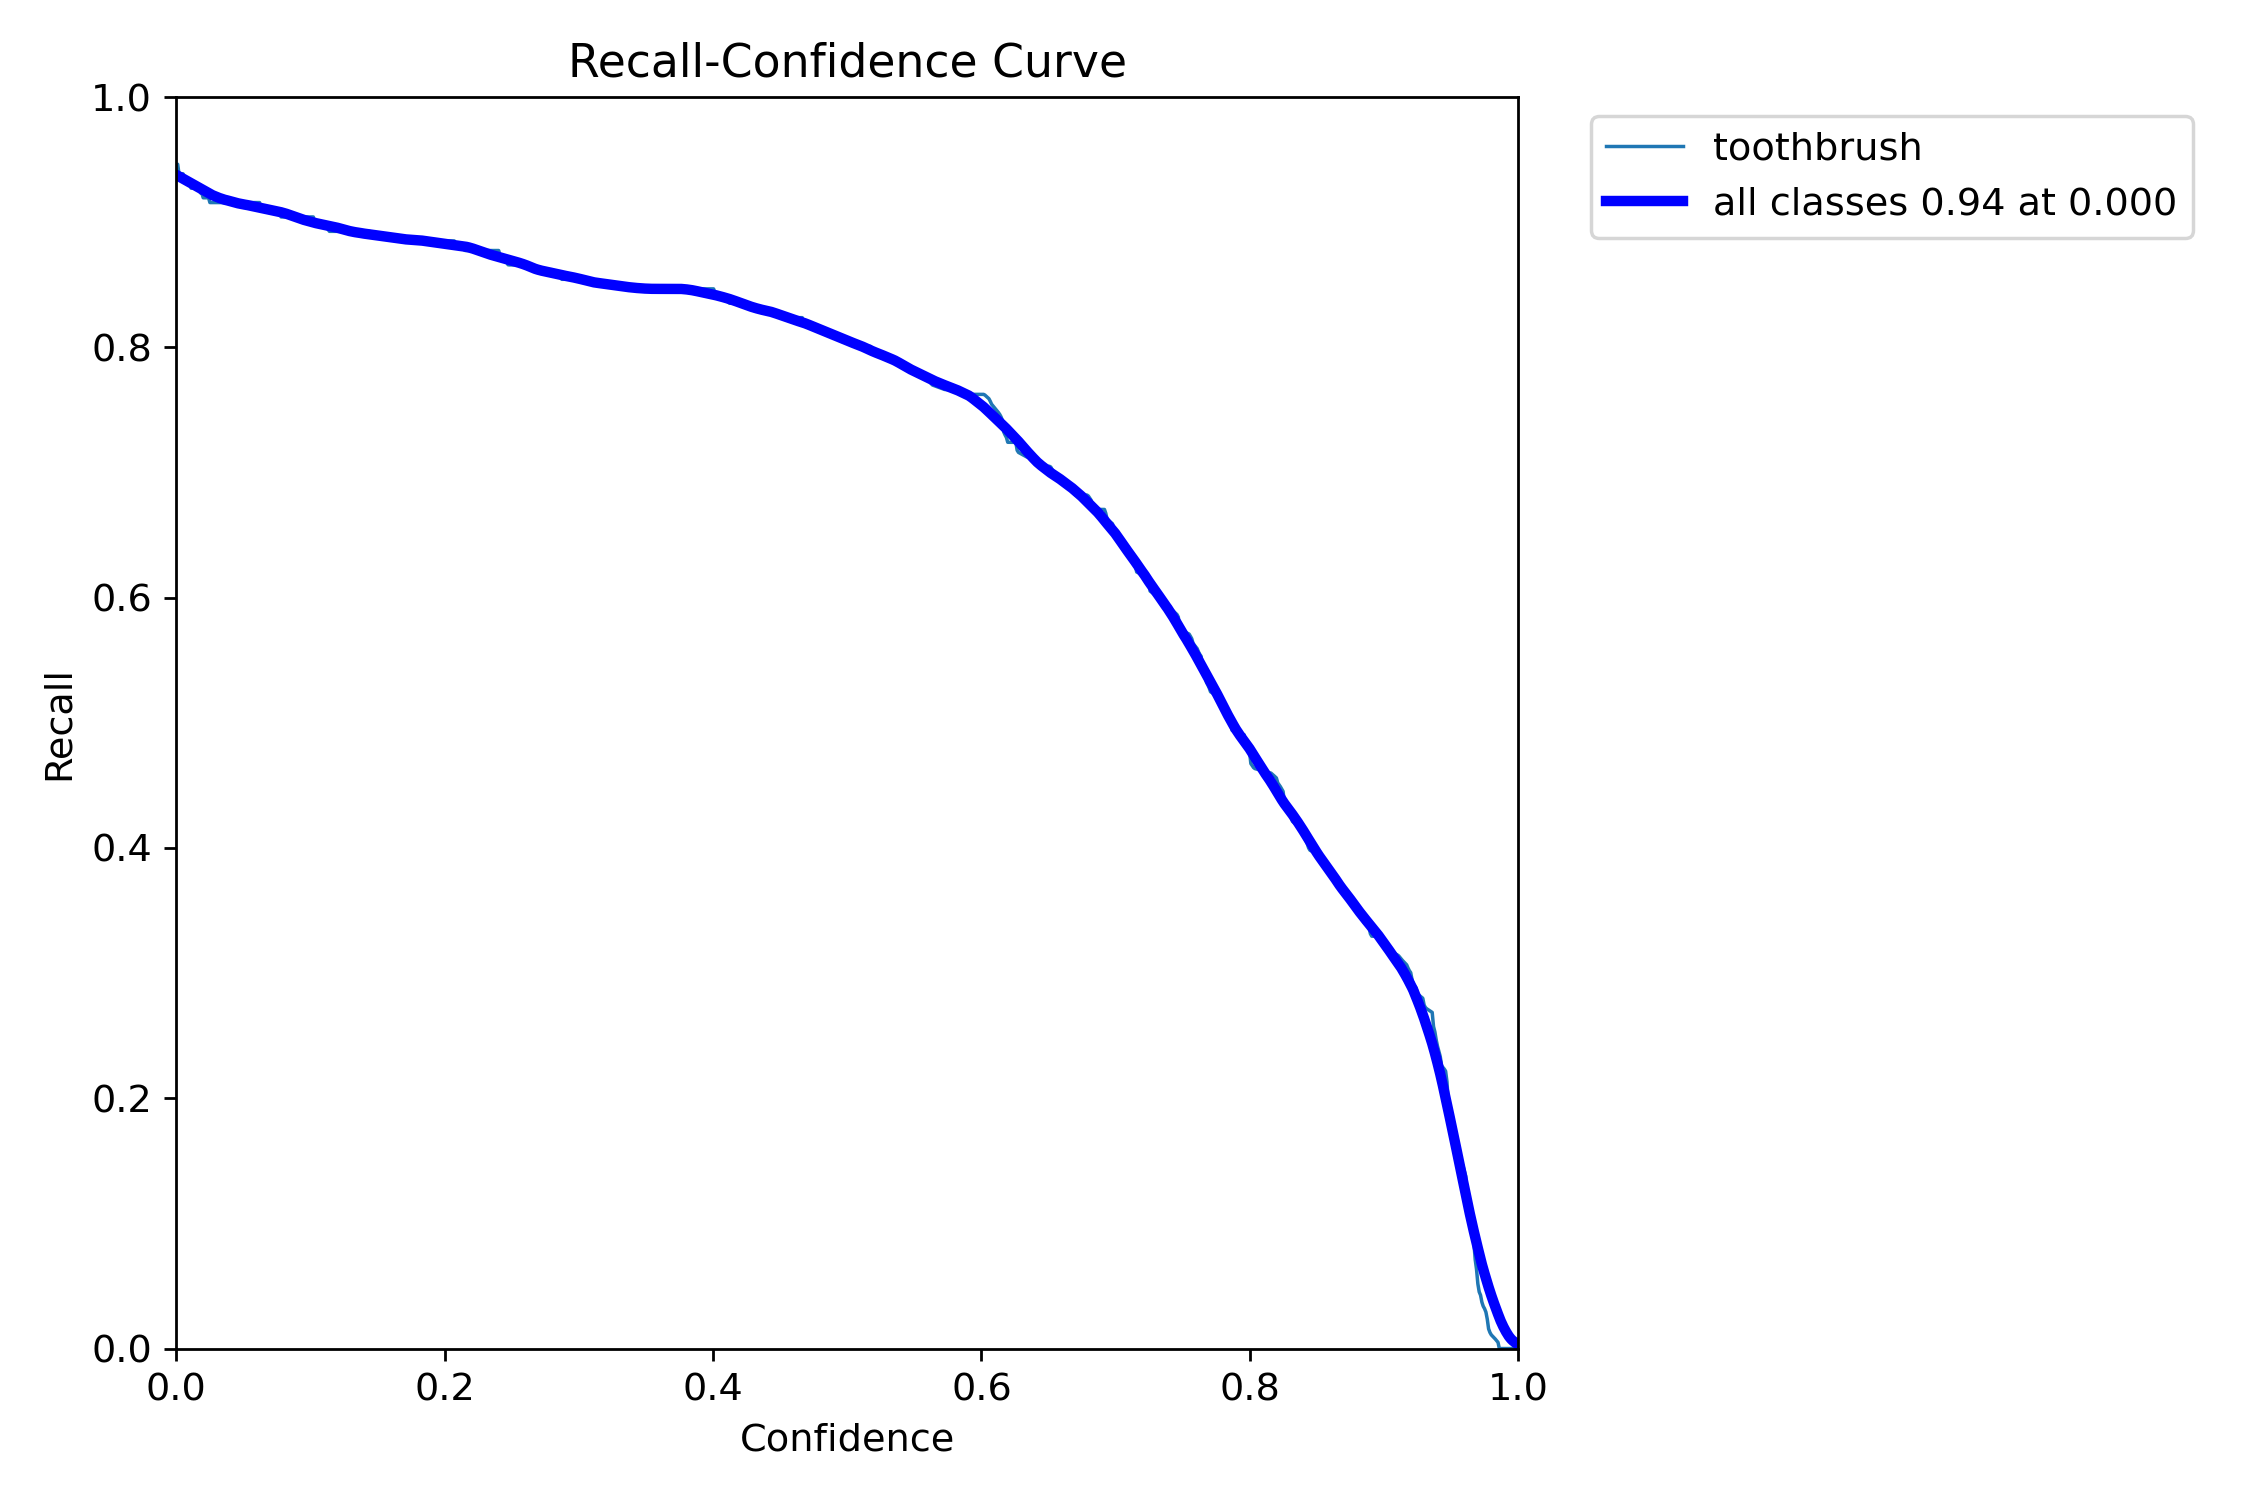 Recall-Confidence Curve
1.0
0.8
0.6
0.4
0.2
0.0
Recall
0.0 0.2 0.4 0.6 0.8 1.0
Confidence
toothbrush
all classes 0.94 at 0.000